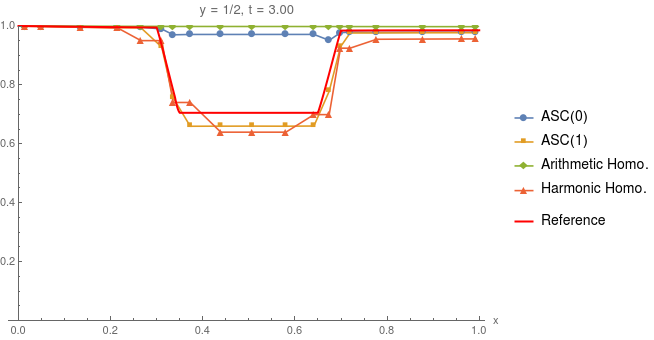 y = 1/2, t = 3.00
1.0
0.8
0.6
0.4
0.2
0.0 0.2 0.4 0.6 0.8 1.0
x
ASC(0)
ASC(1)
Arithmetic Homo.
Harmonic Homo.
Reference